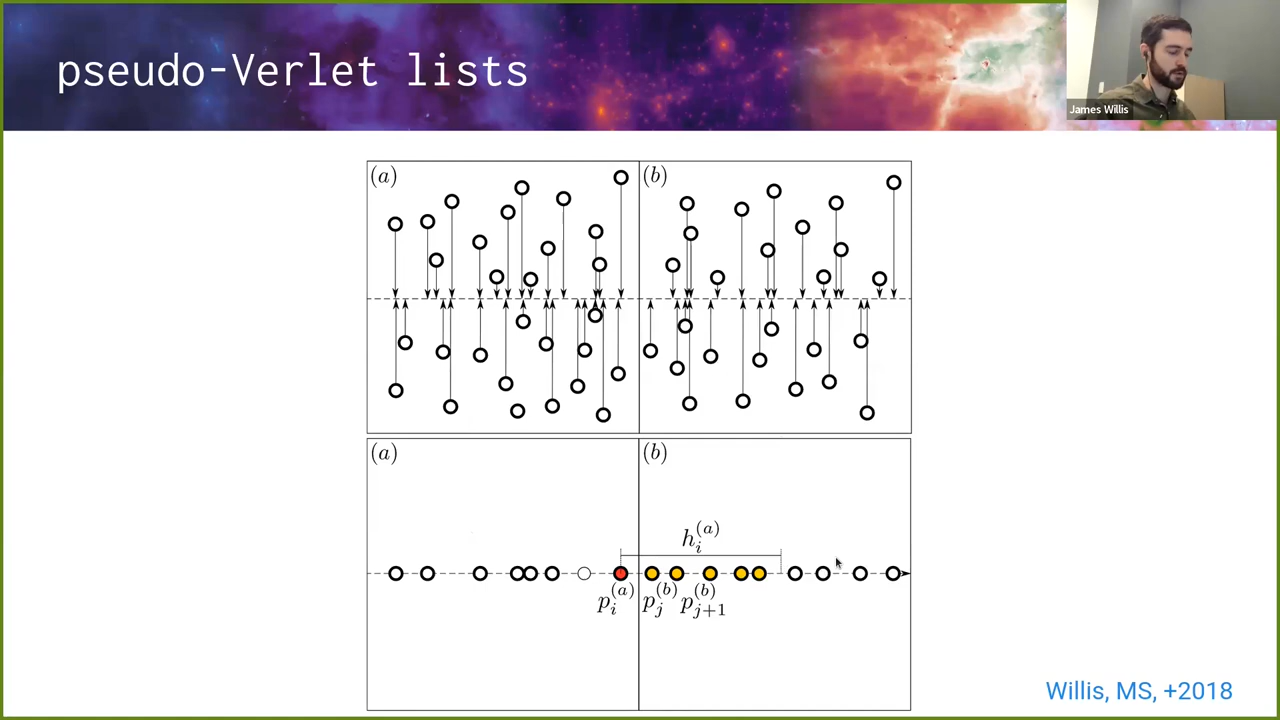 pseudo-Verlet lists
James Willis
(a)
(b)
(a)
(b)
h_i^{(a)}
p_i^{(a)} p_j^{(b)} p_{j+1}^{(b)}
Willis, MS, +2018